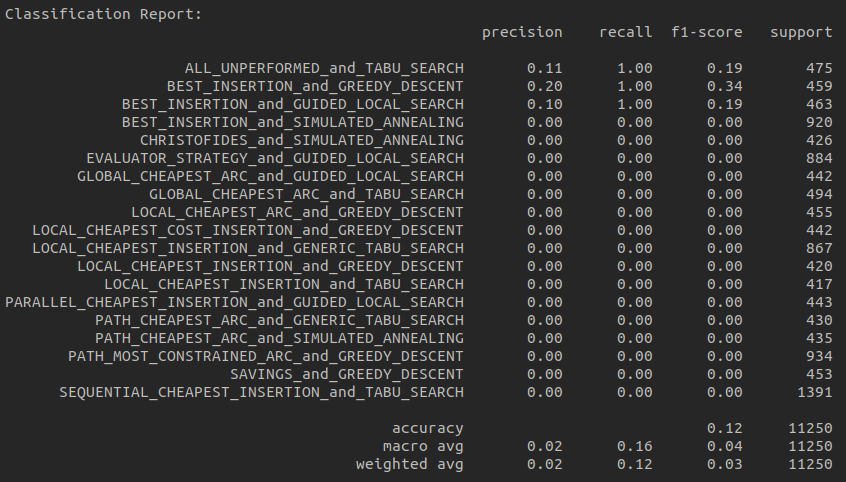 Classification Report:
precision recall f1-score support
ALL_UNPERFORMED_and_TABU_SEARCH 0.11 1.00 0.19 475
BEST_INSERTION_and_GREEDY_DESCENT 0.20 1.00 0.34 459
BEST_INSERTION_and_GUIDED_LOCAL_SEARCH 0.10 1.00 0.19 463
BEST_INSERTION_and_SIMULATED_ANNEALING 0.00 0.00 0.00 920
CHRISTOFIDES_and_SIMULATED_ANNEALING 0.00 0.00 0.00 426
EVALUATOR_STRATEGY_and_GUIDED_LOCAL_SEARCH 0.00 0.00 0.00 884
GLOBAL_CHEAPEST_ARC_and_GUIDED_LOCAL_SEARCH 0.00 0.00 0.00 442
GLOBAL_CHEAPEST_ARC_and_TABU_SEARCH 0.00 0.00 0.00 494
LOCAL_CHEAPEST_ARC_and_GREEDY_DESCENT 0.00 0.00 0.00 455
LOCAL_CHEAPEST_COST_INSERTION_and_GREEDY_DESCENT 0.00 0.00 0.00 442
LOCAL_CHEAPEST_INSERTION_and_GENERIC_TABU_SEARCH 0.00 0.00 0.00 867
LOCAL_CHEAPEST_INSERTION_and_GREEDY_DESCENT 0.00 0.00 0.00 420
LOCAL_CHEAPEST_INSERTION_and_TABU_SEARCH 0.00 0.00 0.00 417
PARALLEL_CHEAPEST_INSERTION_and_GUIDED_LOCAL_SEARCH 0.00 0.00 0.00 443
PATH_CHEAPEST_ARC_and_GENERIC_TABU_SEARCH 0.00 0.00 0.00 430
PATH_CHEAPEST_ARC_and_SIMULATED_ANNEALING 0.00 0.00 0.00 435
PATH_MOST_CONSTRAINED_ARC_and_GREEDY_DESCENT 0.00 0.00 0.00 934
SAVINGS_and_GREEDY_DESCENT 0.00 0.00 0.00 453
SEQUENTIAL_CHEAPEST_INSERTION_and_TABU_SEARCH 0.00 0.00 0.00 1391
accuracy 0.12 11250
macro avg 0.02 0.16 0.04 11250
weighted avg 0.02 0.12 0.03 11250